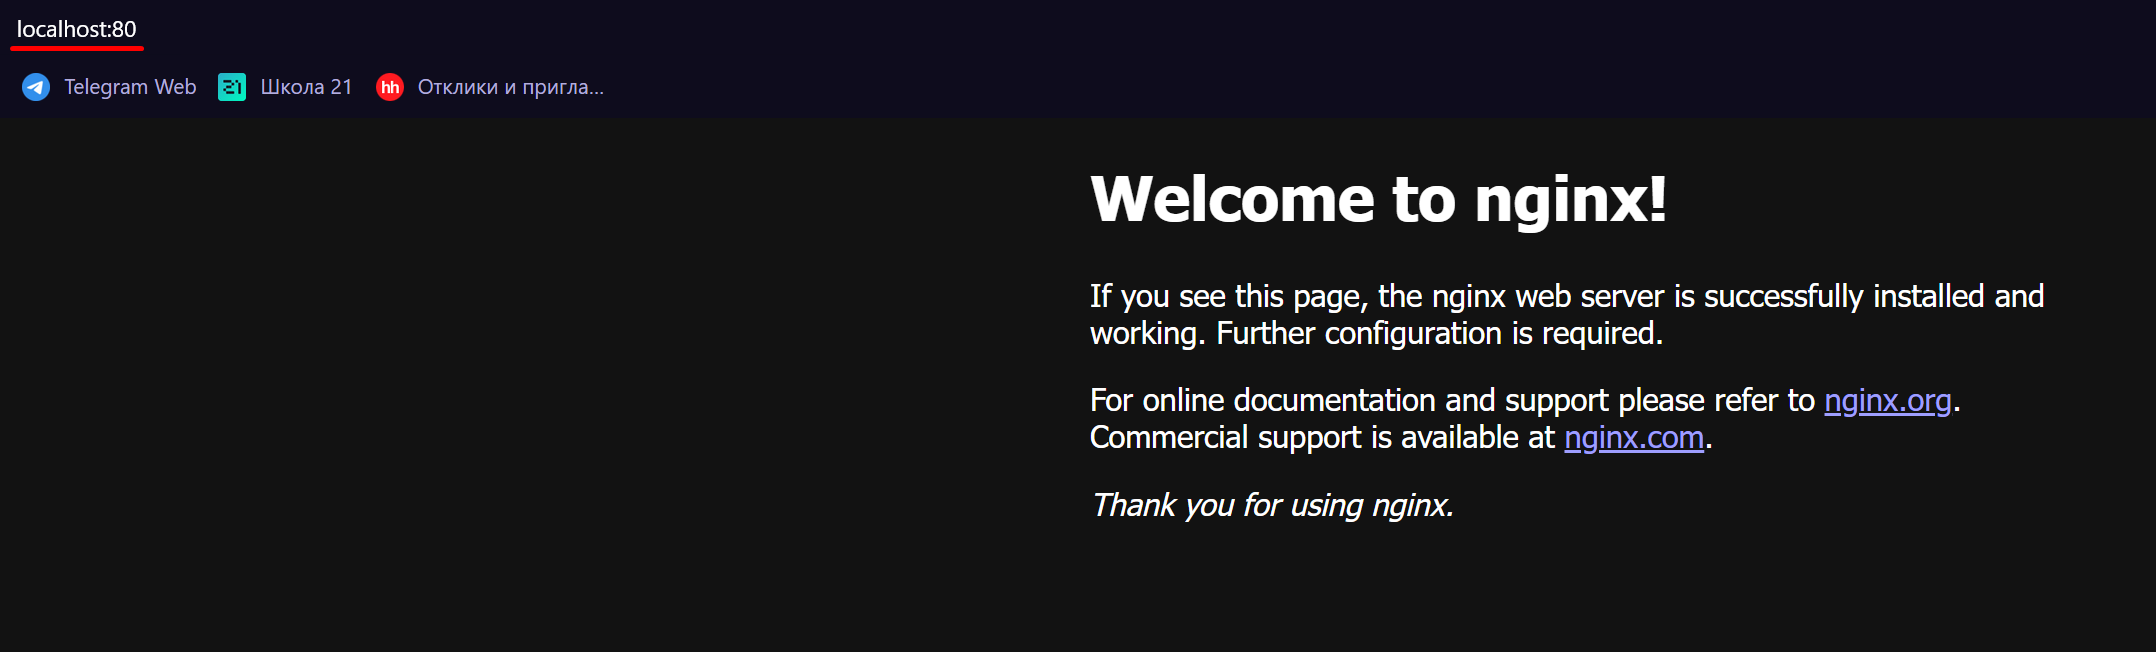 localhost:80
Telegram Web
21
Школа 21
hh
Отклики и пригла...
Welcome to nginx!
If you see this page, the nginx web server is successfully installed and
working. Further configuration is required.
For online documentation and support please refer to nginx.org.
Commercial support is available at nginx.com.
Thank you for using nginx.